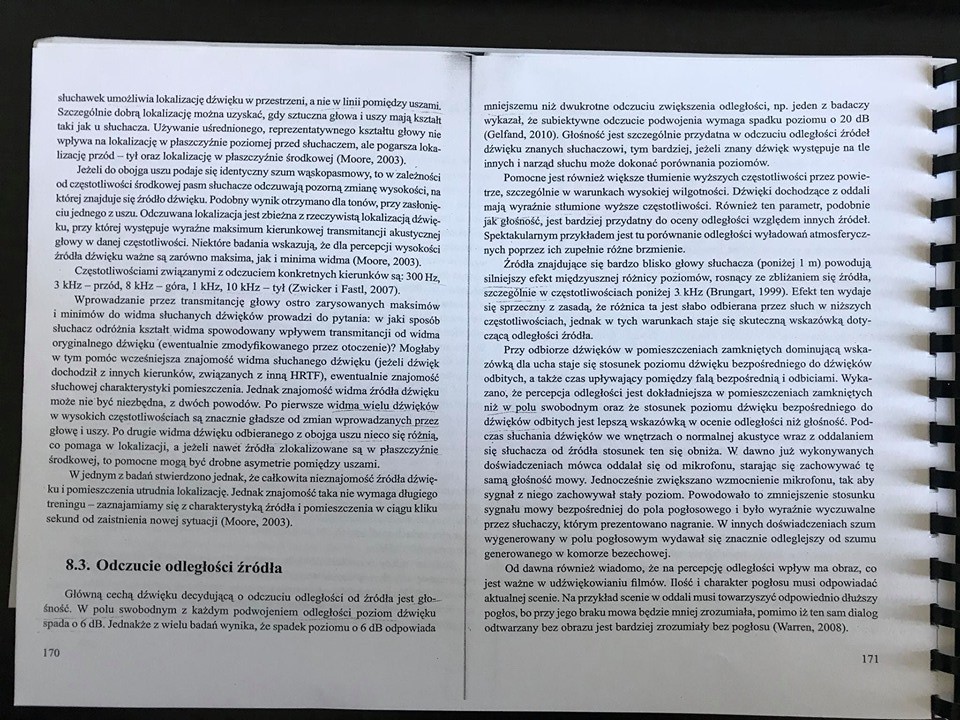 słuchawek umożliwia lokalizację dźwięku w przestrzeni, a nie w linii pomiędzy uszami.
Szczególnie dobrą lokalizację można uzyskać, gdy sztuczna głowa i uszy mają kształt
taki jak u słuchacza. Używanie uśrednionego, reprezentatywnego kształtu głowy nie
wpływa na lokalizację w płaszczyźnie poziomej przed słuchaczem, ale pogarsza loka-
lizację przód – tył oraz lokalizację w płaszczyźnie środkowej (Moore, 2003).
Jeżeli do obojga uszu podaje się identyczny szum wąskopasmowy, to w zależności
od częstotliwości środkowej pasm słuchacze odczuwają pozorną zmianę wysokości, na
której znajduje się źródło dźwięku. Podobny wynik otrzymano dla tonów, przy zasłonię-
ciu jednego z uszu. Odczuwana lokalizacja jest zbieżna z rzeczywistą lokalizacją dźwię-
ku, przy której występuje wyraźne maksimum kierunkowej transmitancji akustycznej
głowy w danej częstotliwości. Niektóre badania wskazują, że dla percepcji wysokości
źródła dźwięku ważne są zarówno maksima, jak i minima widma (Moore, 2003).
Częstotliwościami związanymi z odczuciem konkretnych kierunków są: 300 Hz,
3 kHz – przód, 8 kHz – góra, 1 kHz, 10 kHz – tył (Zwicker i Fastl, 2007).
Wprowadzanie przez transmitancję głowy ostro zarysowanych maksimów
i minimów do widma słuchanych dźwięków prowadzi do pytania: w jaki sposób
słuchacz odróżnia kształt widma spowodowany wpływem transmitancji od widma
oryginalnego dźwięku (ewentualnie zmodyfikowanego przez otoczenie)? Mogłaby
w tym pomóc wcześniejsza znajomość widma słuchanego dźwięku (jeżeli dźwięk
dochodził z innych kierunków, związanych z inną HRTF), ewentualnie znajomość
słuchowej charakterystyki pomieszczenia. Jednak znajomość widma źródła dźwięku
może nie być niezbędna, z dwóch powodów. Po pierwsze widma wielu dźwięków
w wysokich częstotliwościach są znacznie gładsze od zmian wprowadzanych przez
głowę i uszy. Po drugie widma dźwięku odbieranego z obojga uszu nieco się różnią,
co pomaga w lokalizacji, a jeżeli nawet źródła zlokalizowane są w płaszczyźnie
środkowej, to pomocne mogą być drobne asymetrie pomiędzy uszami.
W jednym z badań stwierdzono jednak, że całkowita nieznajomość źródła dźwię-
ku i pomieszczenia utrudnia lokalizację. Jednak znajomość taka nie wymaga długiego
treningu – zaznajamiamy się z charakterystyką źródła i pomieszczenia w ciągu kliku
sekund od zaistnienia nowej sytuacji (Moore, 2003).
8.3. Odczucie odległości źródła
Główną cechą dźwięku decydującą o odczuciu odległości od źródła jest gło-
śność. W polu swobodnym z każdym podwojeniem odległości poziom dźwięku
spada o 6 dB. Jednakże z wielu badań wynika, że spadek poziomu o 6 dB odpowiada
170
mniejszemu niż dwukrotne odczuciu zwiększenia odległości, np. jeden z badaczy
wykazał, że subiektywne odczucie podwojenia wymaga spadku poziomu o 20 dB
(Gelfand, 2010). Głośność jest szczególnie przydatna w odczuciu odległości źródeł
dźwięku znanych słuchaczowi, tym bardziej, jeżeli znany dźwięk występuje na tle
innych i narząd słuchu może dokonać porównania poziomów.
Pomocne jest również większe tłumienie wyższych częstotliwości przez powie-
trze, szczególnie w warunkach wysokiej wilgotności. Dźwięki dochodzące z oddali
mają wyraźnie stłumione wyższe częstotliwości. Również ten parametr, podobnie
jak głośność, jest bardziej przydatny do oceny odległości względem innych źródeł.
Spektakularnym przykładem jest tu porównanie odległości wyładowań atmosferycz-
nych poprzez ich zupełnie różne brzmienie.
Źródła znajdujące się bardzo blisko głowy słuchacza (poniżej 1 m) powodują
silniejszy efekt międzyusznej różnicy poziomów, rosnący ze zbliżaniem się źródła,
szczególnie w częstotliwościach poniżej 3 kHz (Brungart, 1999). Efekt ten wydaje
się sprzeczny z zasadą, że różnica ta jest słabo odbierana przez słuch w niższych
częstotliwościach, jednak w tych warunkach staje się skuteczną wskazówką doty-
czącą odległości źródła.
Przy odbiorze dźwięków w pomieszczeniach zamkniętych dominującą wska-
zówką dla ucha staje się stosunek poziomu dźwięku bezpośredniego do dźwięków
odbitych, a także czas upływający pomiędzy falą bezpośrednią i odbiciami. Wyka-
zano, że percepcja odległości jest dokładniejsza w pomieszczeniach zamkniętych
niż w polu swobodnym oraz że stosunek poziomu dźwięku bezpośredniego do
dźwięków odbitych jest lepszą wskazówką w ocenie odległości niż głośność. Pod-
czas słuchania dźwięków we wnętrzach o normalnej akustyce wraz z oddalaniem
się słuchacza od źródła stosunek ten się obniża. W dawno już wykonywanych
doświadczeniach mówca oddalał się od mikrofonu, starając się zachowywać tę
samą głośność mowy. Jednocześnie zwiększano wzmocnienie mikrofonu, tak aby
sygnał z niego zachowywał stały poziom. Powodowało to zmniejszenie stosunku
sygnału mowy bezpośredniej do pola pogłosowego i było wyraźnie wyczuwalne
przez słuchaczy, którym prezentowano nagranie. W innych doświadczeniach szum
wygenerowany w polu pogłosowym wydawał się znacznie odleglejszy od szumu
generowanego w komorze bezechowej.
Od dawna również wiadomo, że na percepcję odległości wpływ ma obraz, co
jest ważne w udźwiękowianiu filmów. Ilość i charakter pogłosu musi odpowiadać
aktualnej scenie. Na przykład scenie w oddali musi towarzyszyć odpowiednio dłuższy
pogłos, bo przy jego braku mowa będzie mniej zrozumiała, pomimo iż ten sam dialog
odtwarzany bez obrazu jest bardziej zrozumiały bez pogłosu (Warren, 2008).
171